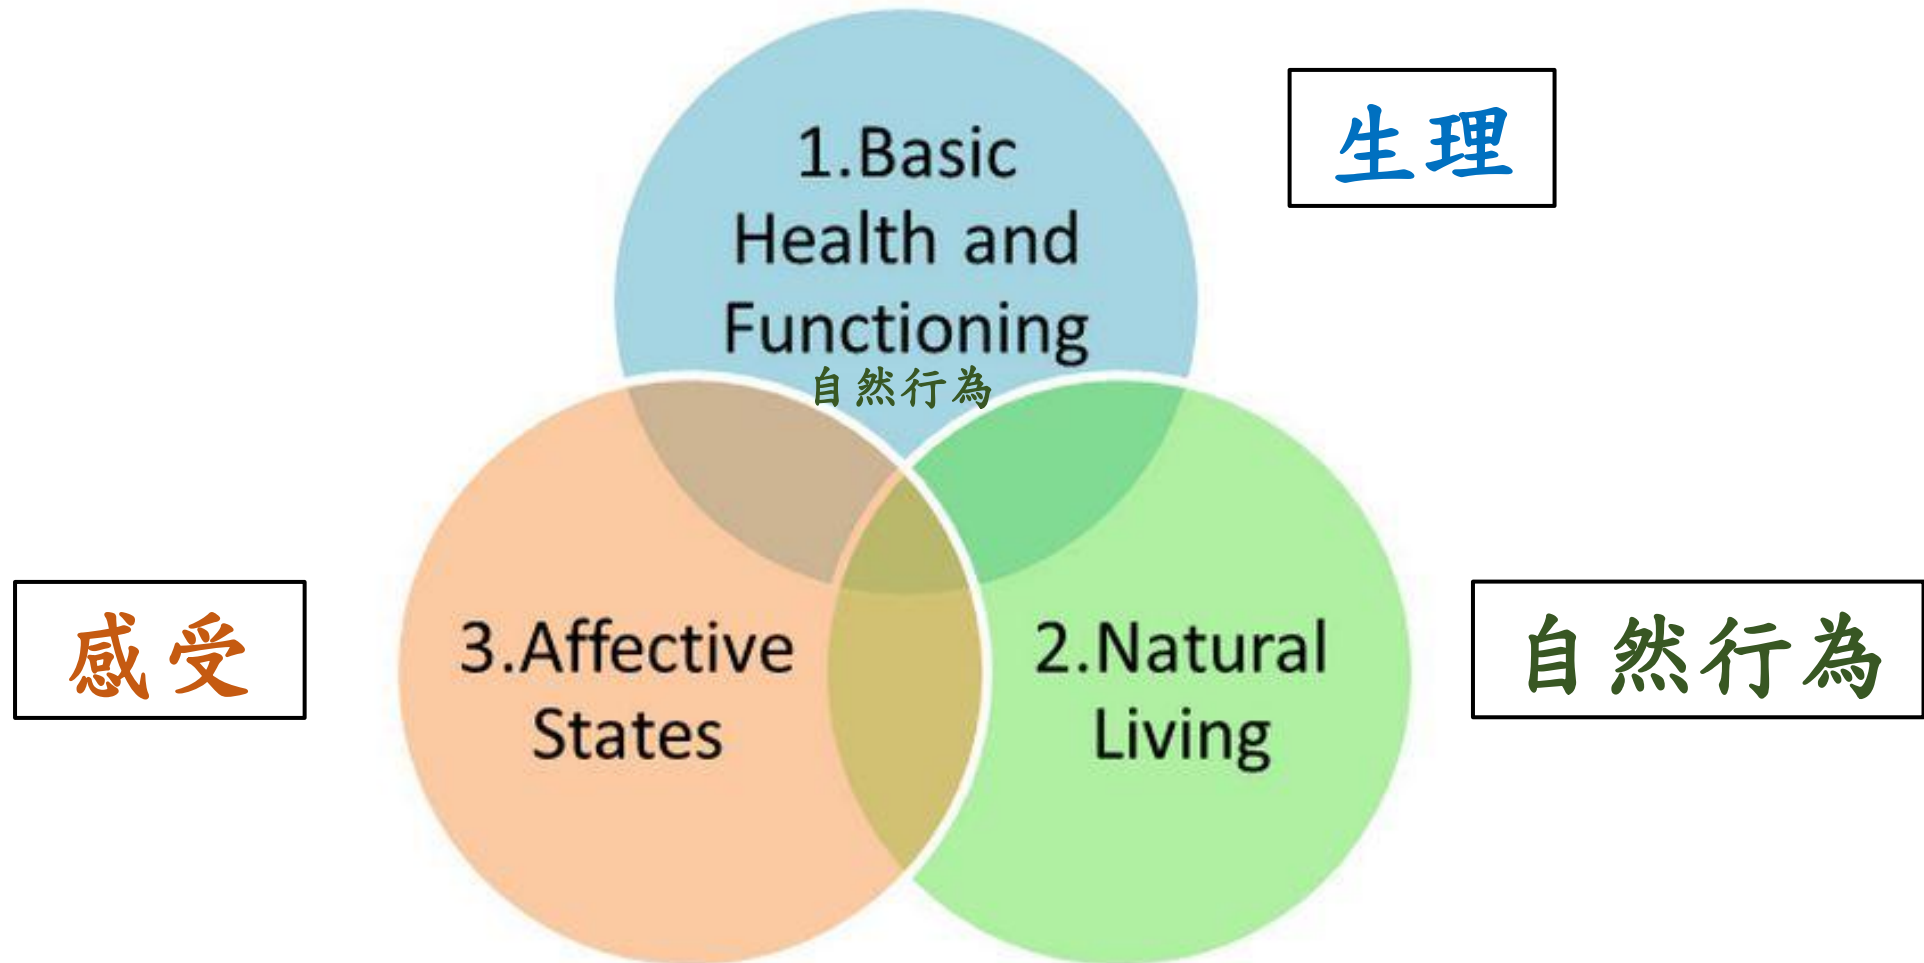 1.Basic
Health and
Functioning
自然行為
生理
感受
3.Affective
States
2.Natural
Living
自然行為